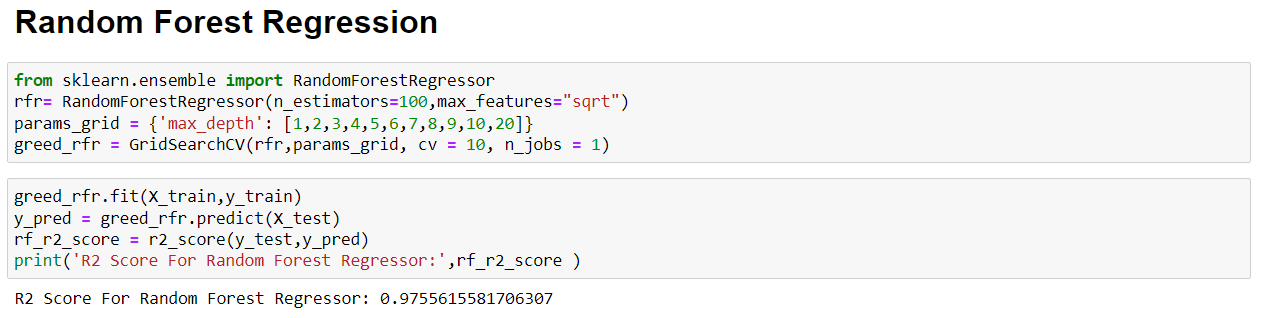 Random Forest Regression
from sklearn.ensemble import RandomForestRegressor
rfr= RandomForestRegressor(n_estimators=100,max_features="sqrt")
params_grid = {'max_depth': [1,2,3,4,5,6,7,8,9,10,20]}
greed_rfr = GridSearchCV(rfr,params_grid, cv = 10, n_jobs = 1)
greed_rfr.fit(X_train,y_train)
y_pred = greed_rfr.predict(X_test)
rf_r2_score = r2_score(y_test,y_pred)
print('R2 Score For Random Forest Regressor:',rf_r2_score )
R2 Score For Random Forest Regressor: 0.9755615581706307